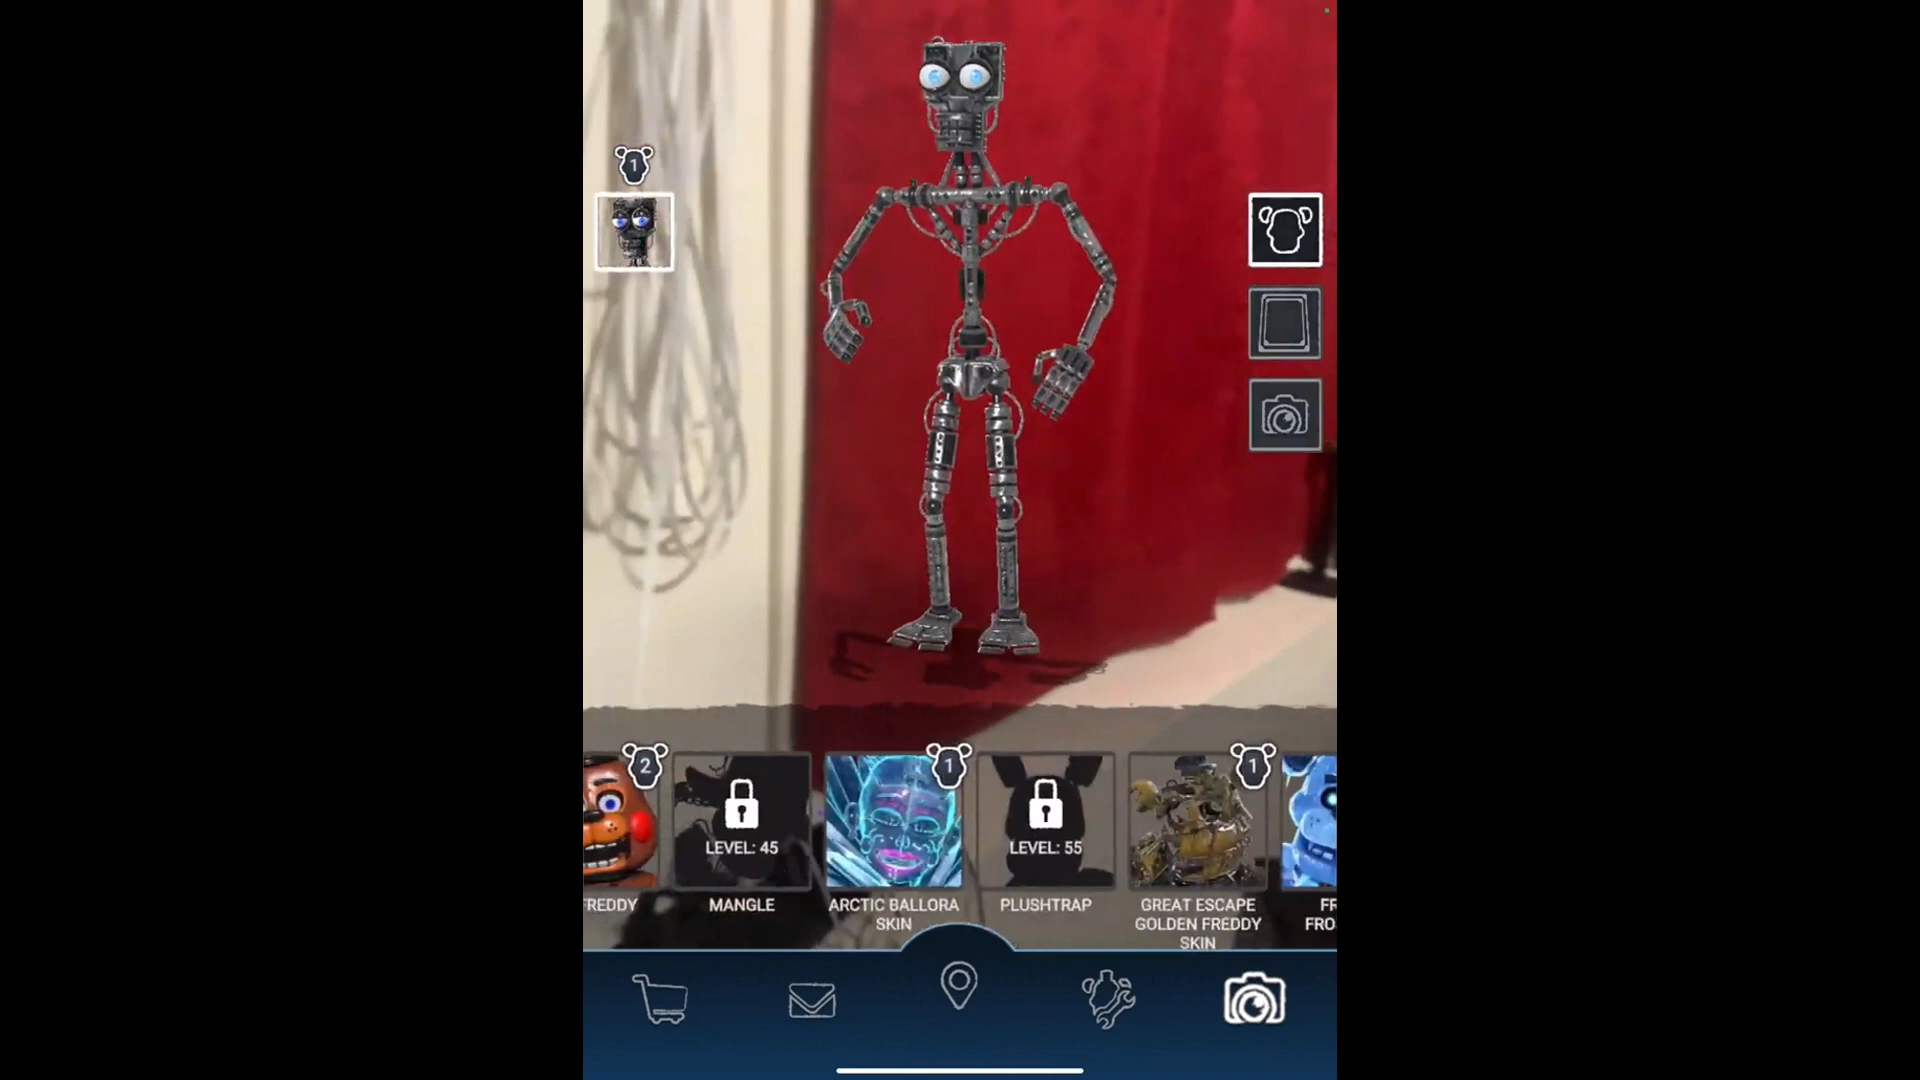 1
2
1
1
LEVEL: 45
LEVEL: 55
FREDDY
MANGLE
ARCTIC BALLORA
SKIN
PLUSHTRAP
GREAT ESCAPE
GOLDEN FREDDY
SKIN
FR
FRO